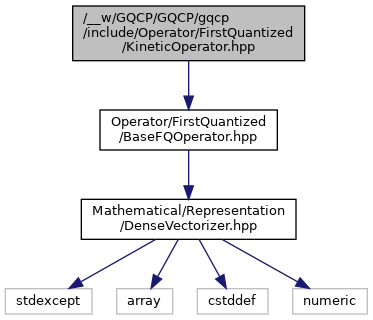 /__w/GQCP/GQCP/gqcp
/include/Operator/FirstQuantized
/KineticOperator.hpp
Operator/FirstQuantized
/BaseFQOperator.hpp
Mathematical/Representation
/DenseVectorizer.hpp
stdexcept
array
cstddef
numeric